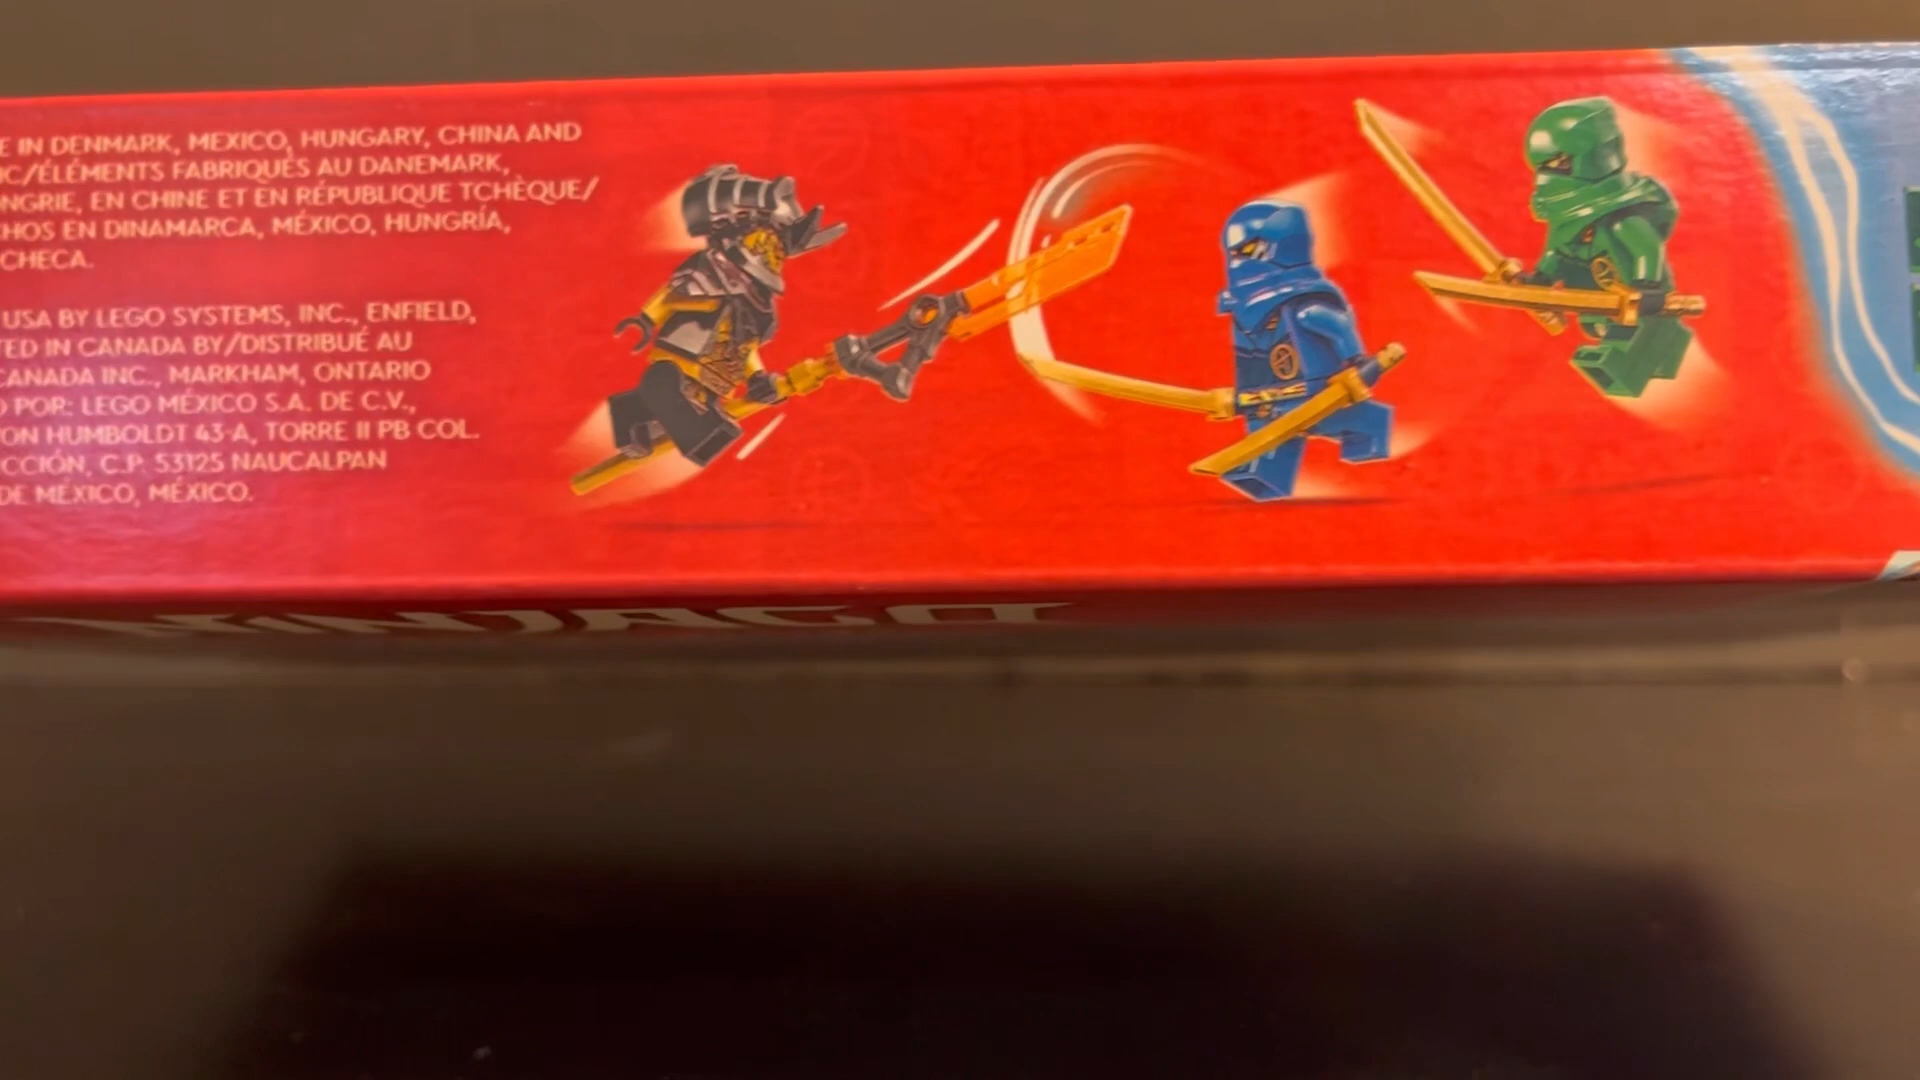 E IN DENMARK, MEXICO, HUNGARY, CHINA AND
IC/ÉLÉMENTS FABRIQUÉS AU DANEMARK,
NGRIE, EN CHINE ET EN RÉPUBLIQUE TCHÈQUE/
HOS EN DINAMARCA, MÉXICO, HUNGRÍA,
CHECA.
USA BY LEGO SYSTEMS, INC., ENFIELD,
TED IN CANADA BY/DISTRIBUÉ AU
CANADA INC., MARKHAM, ONTARIO
O POR: LEGO MÉXICO S.A. DE C.V.,
ON HUMBOLDT 43-A, TORRE II PB COL.
CCIÓN, C.P. 53125 NAUCALPAN
DE MÉXICO, MÉXICO.
NINJAGO